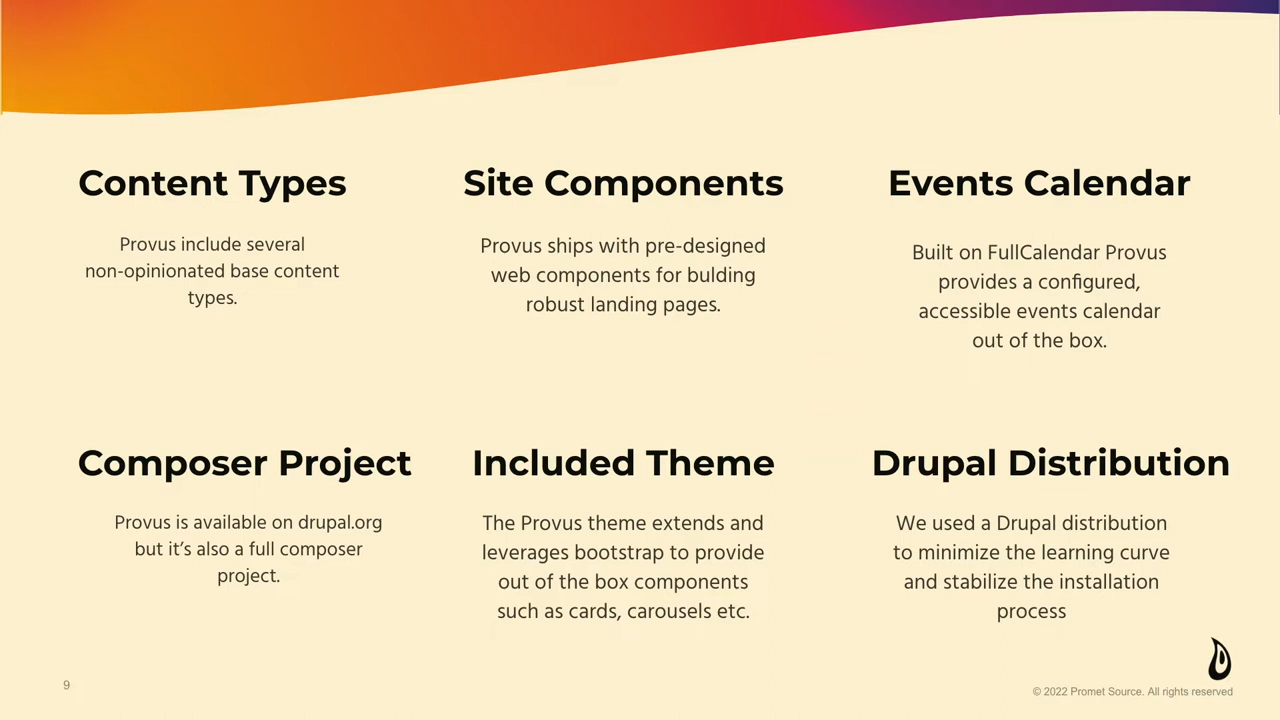 Content Types
Provus include several
non-opinionated base content
types.
Site Components
Provus ships with pre-designed
web components for bulding
robust landing pages.
Events Calendar
Built on FullCalendar Provus
provides a configured,
accessible events calendar
out of the box.
Composer Project
Provus is available on drupal.org
but it’s also a full composer
project.
Included Theme
The Provus theme extends and
leverages bootstrap to provide
out of the box components
such as cards, carousels etc.
Drupal Distribution
We used a Drupal distribution
to minimize the learning curve
and stabilize the installation
process
9
© 2022 Promet Source. All rights reserved